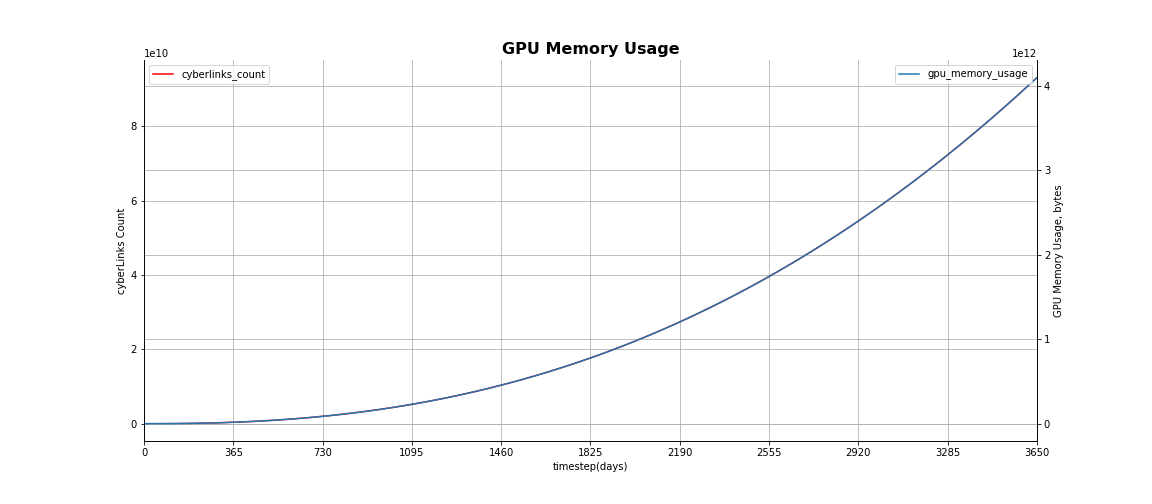 GPU Memory Usage
1e10
1e12
cyberlinks_count
gpu_memory_usage
8
6
4
2
0
cyberLinks Count
4
3
2
1
0
GPU Memory Usage, bytes
0 365 730 1095 1460 1825 2190 2555 2920 3285 3650
timestep(days)